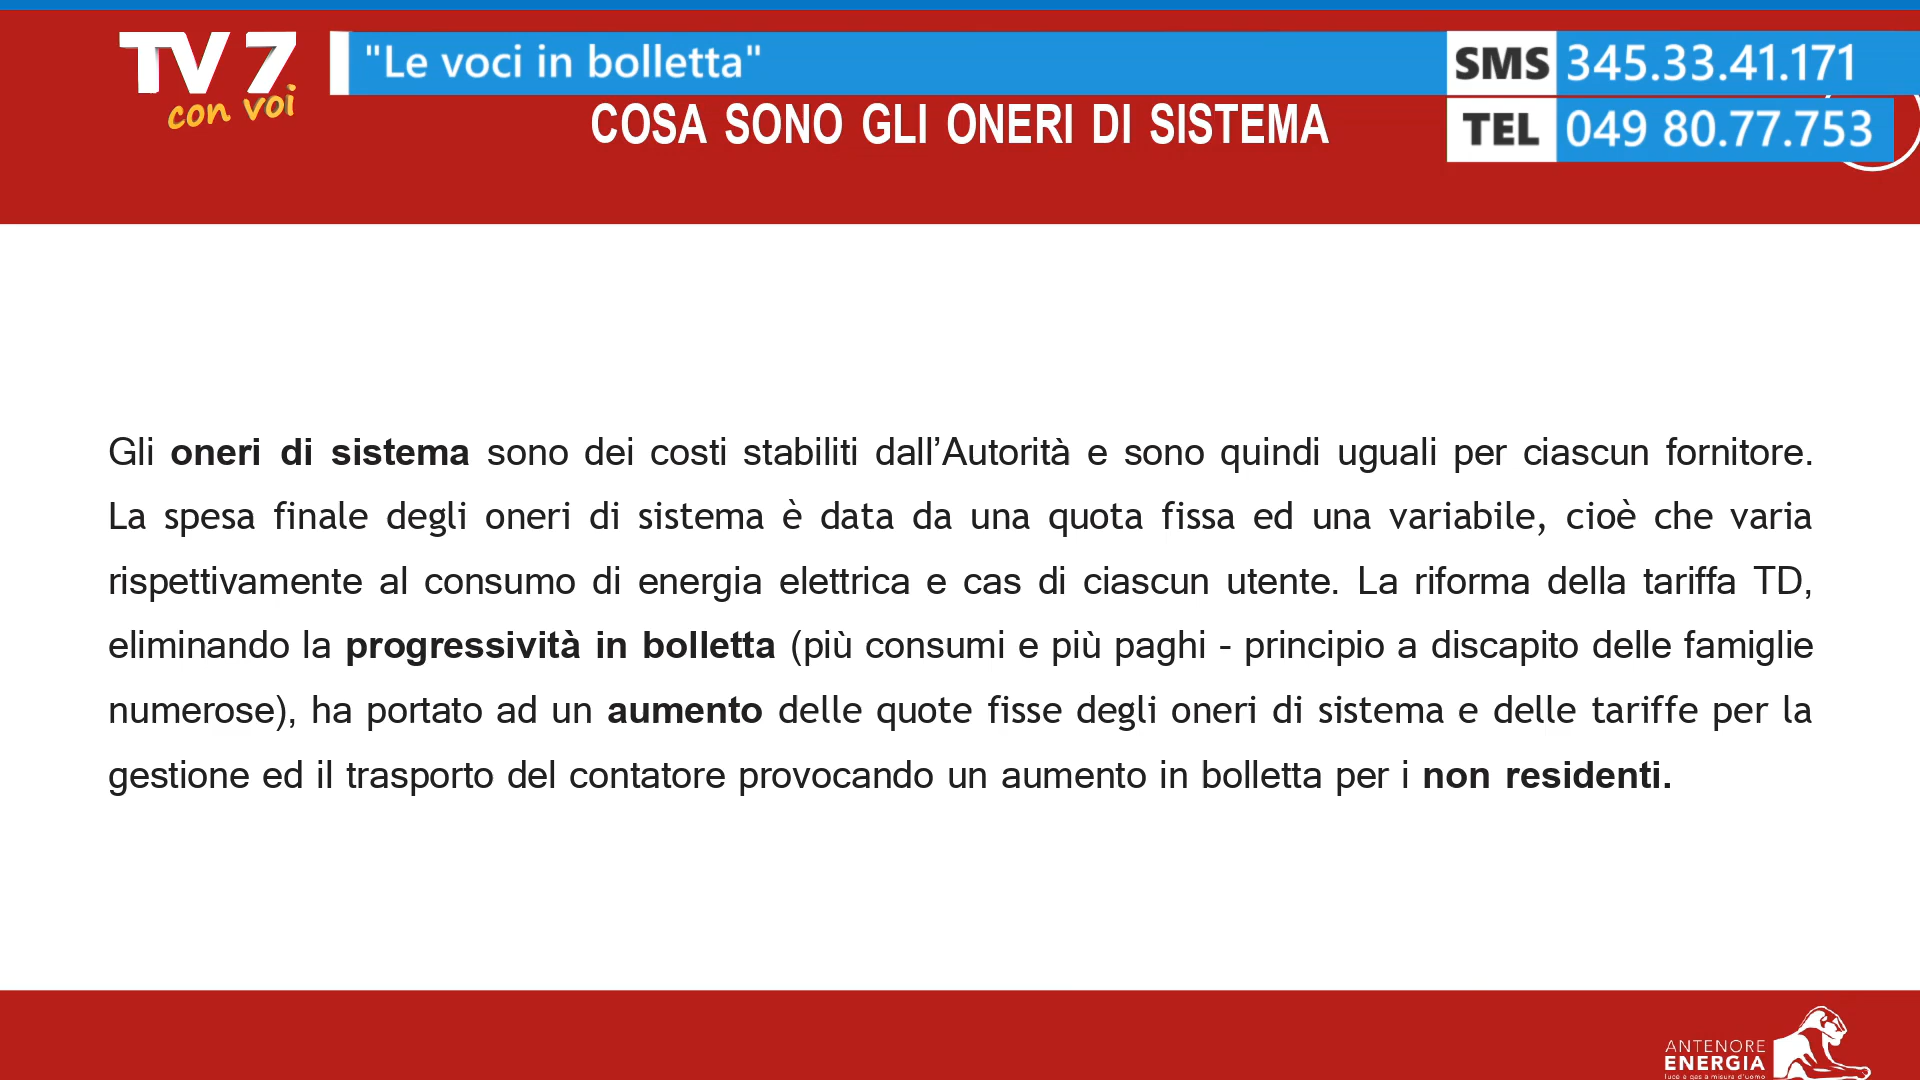 TV 7
con voi
"Le voci in bolletta"
SMS 345.33.41.171
TEL 049 80.77.753
COSA SONO GLI ONERI DI SISTEMA
Gli oneri di sistema sono dei costi stabiliti dall’Autorità e sono quindi uguali per ciascun fornitore.
La spesa finale degli oneri di sistema è data da una quota fissa ed una variabile, cioè che varia
rispettivamente al consumo di energia elettrica e cas di ciascun utente. La riforma della tariffa TD,
eliminando la progressività in bolletta (più consumi e più paghi - principio a discapito delle famiglie
numerose), ha portato ad un aumento delle quote fisse degli oneri di sistema e delle tariffe per la
gestione ed il trasporto del contatore provocando un aumento in bolletta per i non residenti.
ANTENORE
ENERGIA
luce e gas a misura d'uomo